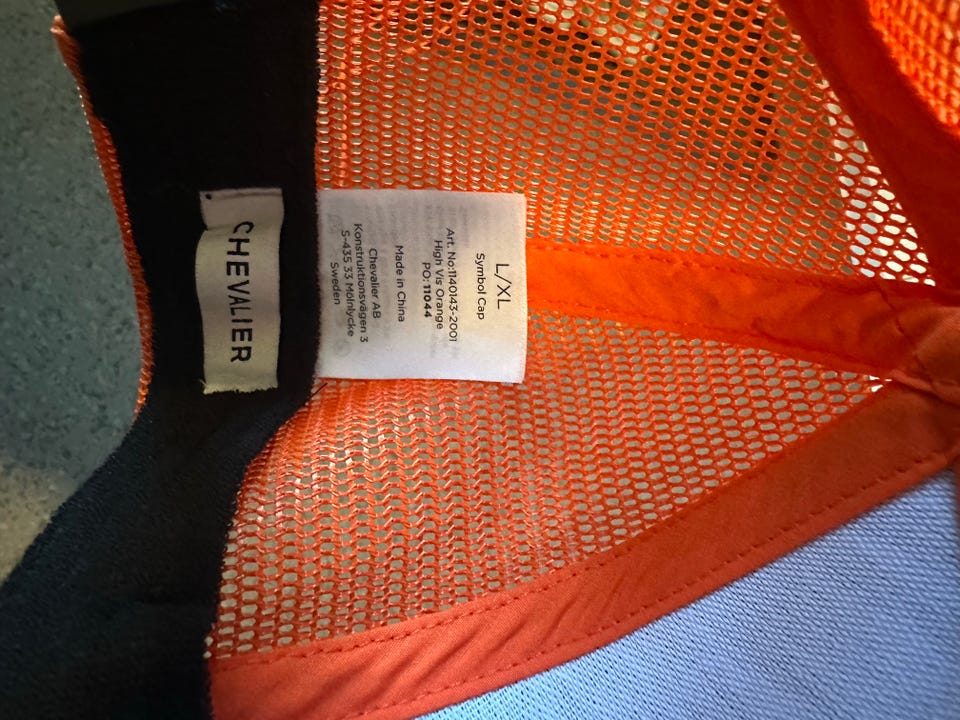 CHEVALIER
L/XL
Symbol Cap
Art. No:1140143-2001
High Vis Orange
PO: 11044
Made in China
Chevalier AB
Konstruktionsvägen 3
S-435 33 Mölnlycke
Sweden